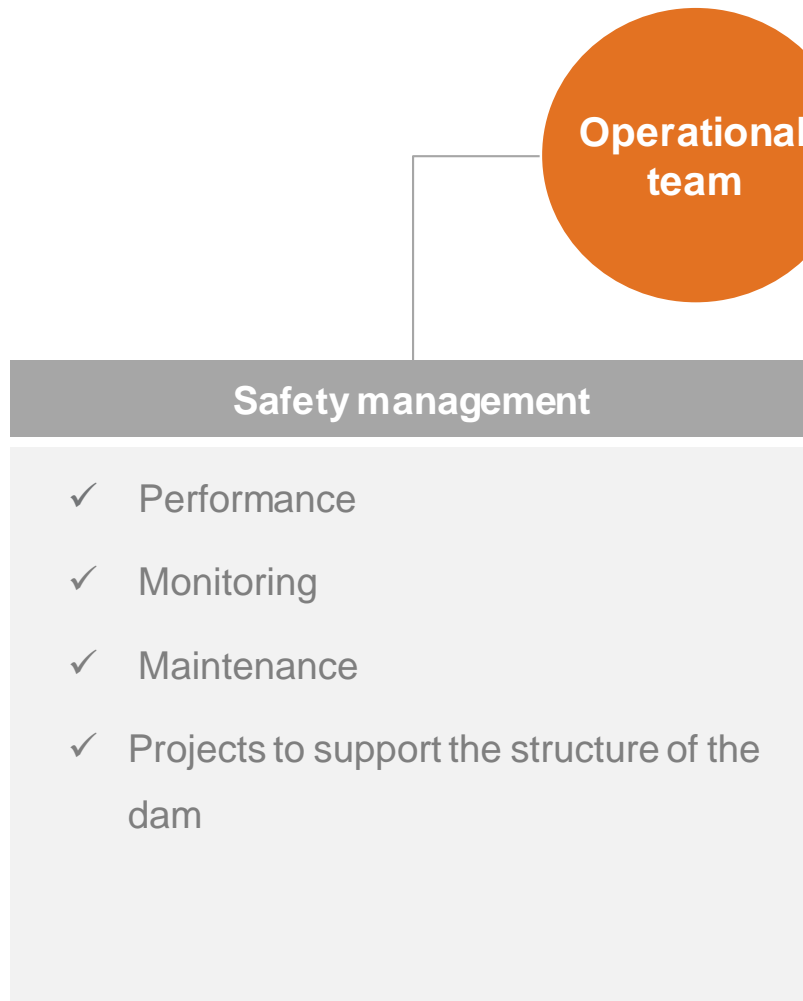 Operational
team
Safety management
✓ Performance
✓ Monitoring
✓ Maintenance
✓ Projects to support the structure of the
dam